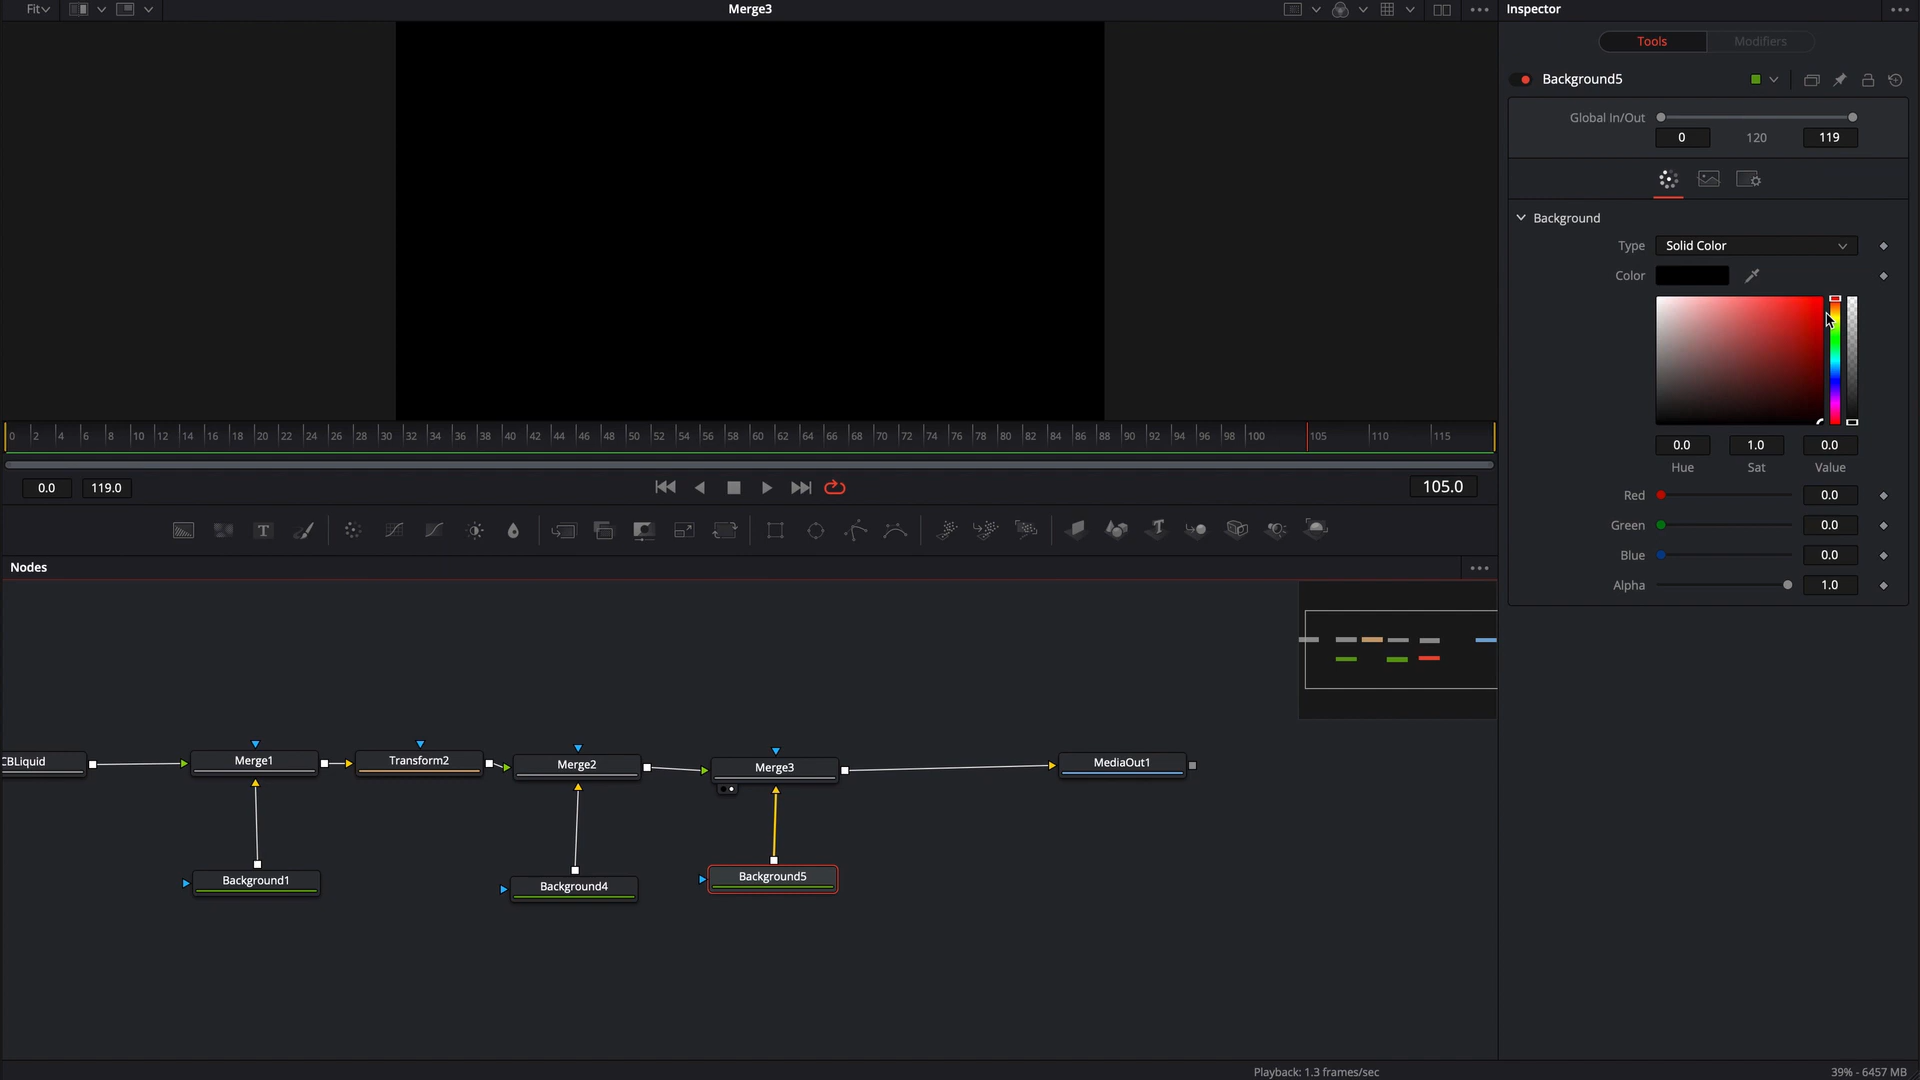 Fit
Merge3
Inspector
Tools
Modifiers
Background5
Global In/Out
0
120
119
Background
Type
Solid Color
Color
0.0
1.0
0.0
Hue
Sat
Value
Red
0.0
Green
0.0
Blue
0.0
Alpha
1.0
0 2 4 6 8 10 12 14 16 18 20 22 24 26 28 30 32 34 36 38 40 42 44 46 48 50 52 54 56 58 60 62 64 66 68 70 72 74 76 78 80 82 84 86 88 90 92 94 96 98 100 105 110 115
0.0
119.0
105.0
T
T
Nodes
CBLiquid
Merge1
Transform2
Merge2
Merge3
MediaOut1
Background1
Background4
Background5
Playback: 1.3 frames/sec
39% - 6457 MB